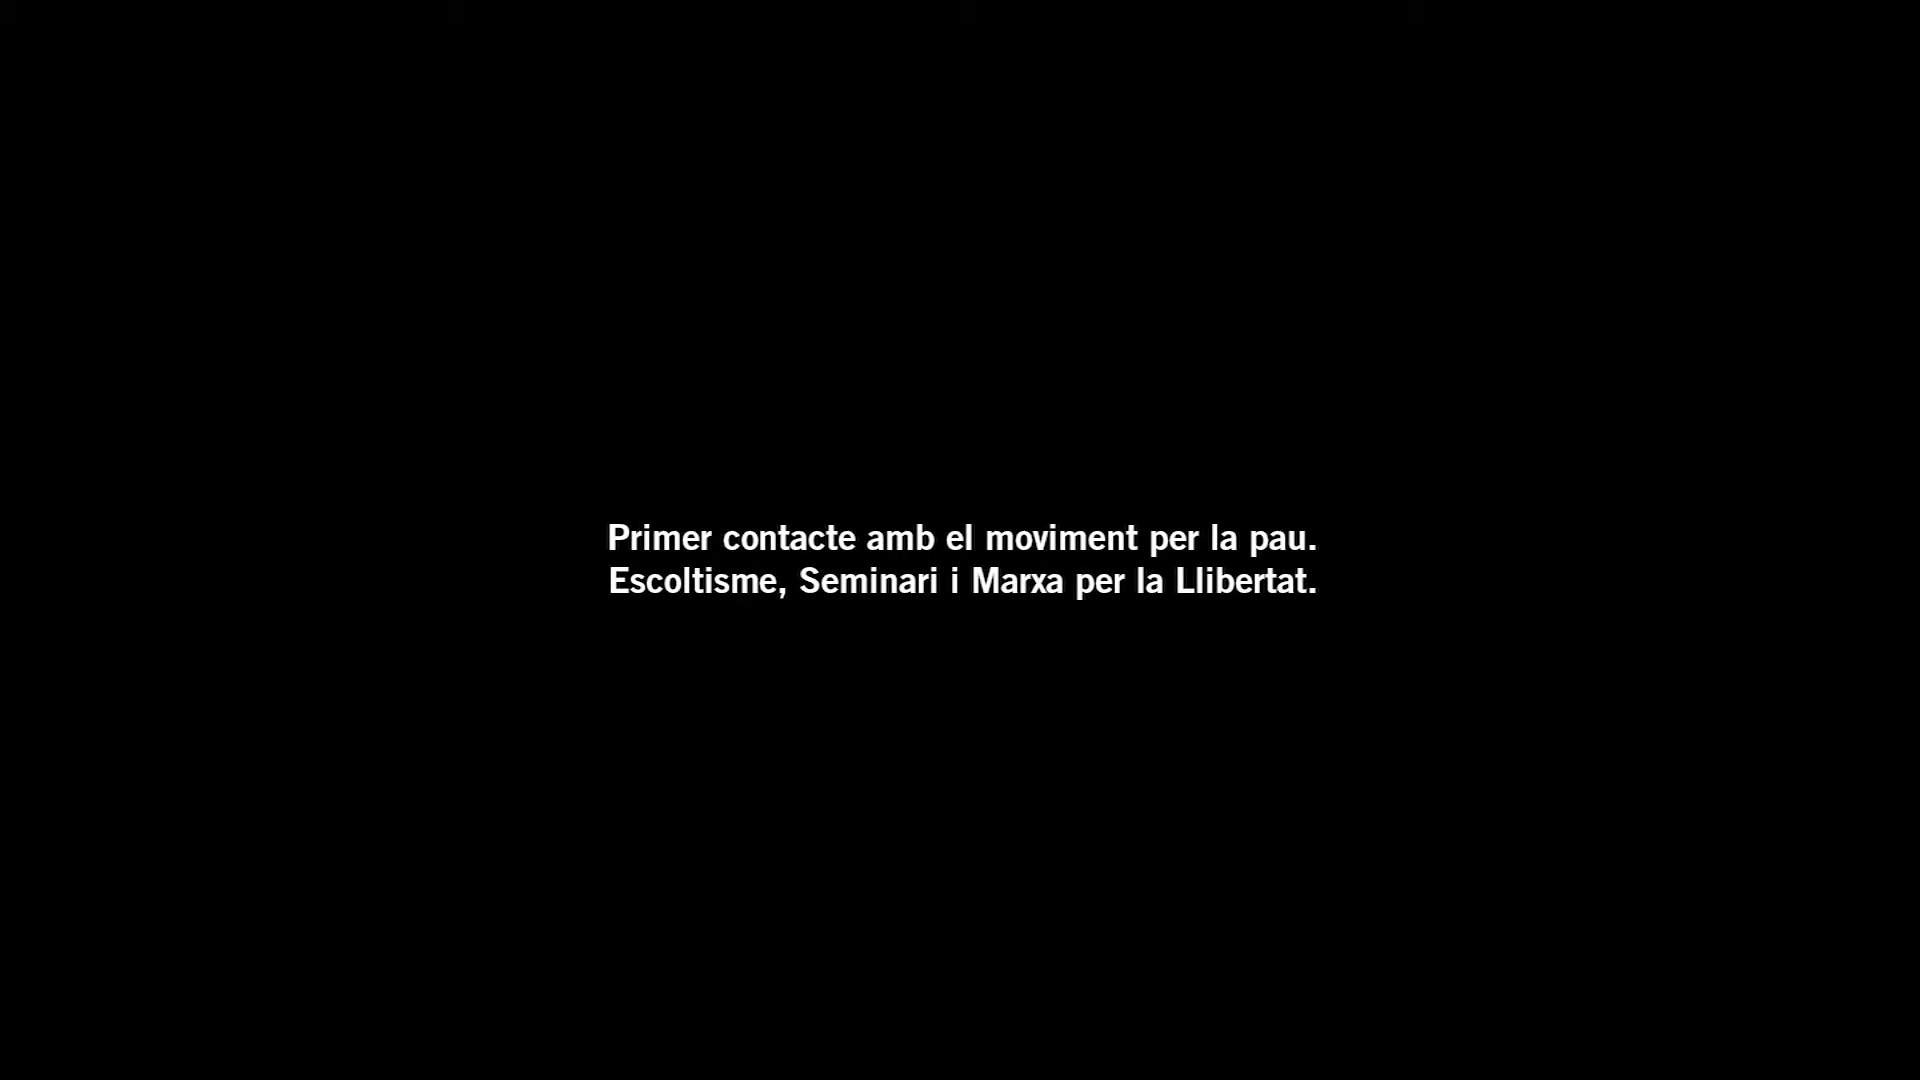 Primer contacte amb el moviment per la pau.
Escoltisme, Seminari i Marxa per la Llibertat.